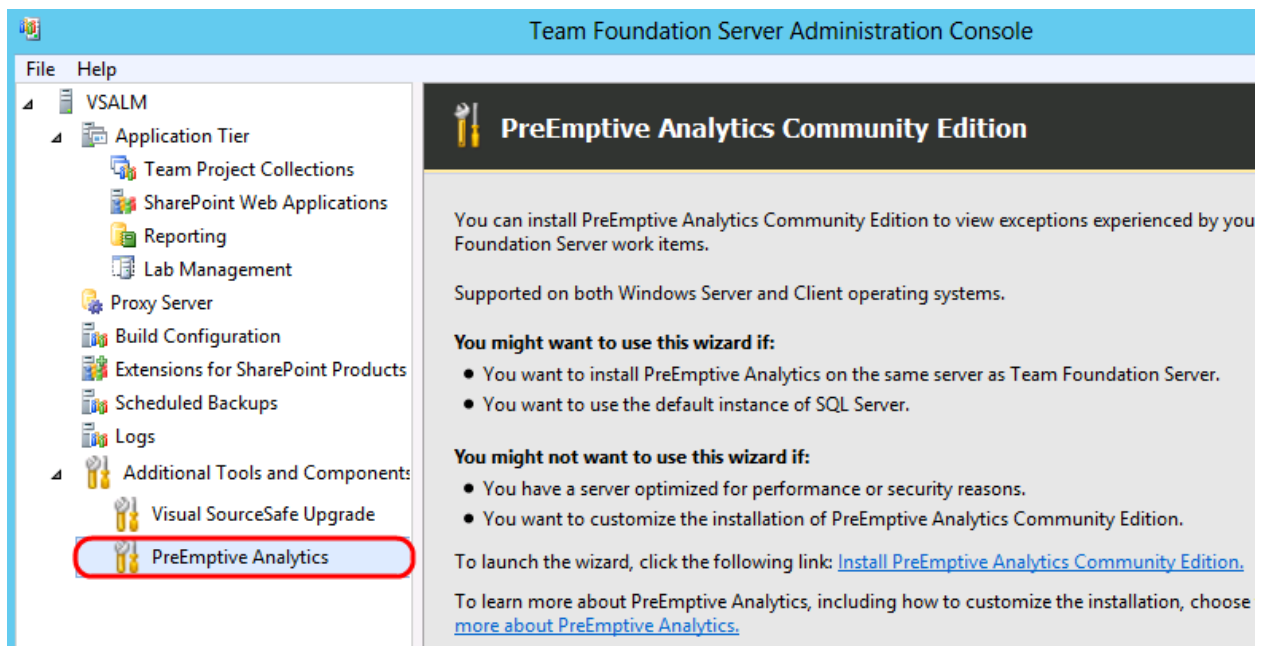 Team Foundation Server Administration Console
File Help
VSALM
Application Tier
Team Project Collections
SharePoint Web Applications
Reporting
Lab Management
Proxy Server
Build Configuration
Extensions for SharePoint Products
Scheduled Backups
Logs
Additional Tools and Components
Visual SourceSafe Upgrade
PreEmptive Analytics
PreEmptive Analytics Community Edition
You can install PreEmptive Analytics Community Edition to view exceptions experienced by you
Foundation Server work items.
Supported on both Windows Server and Client operating systems.
You might want to use this wizard if:
● You want to install PreEmptive Analytics on the same server as Team Foundation Server.
● You want to use the default instance of SQL Server.
You might not want to use this wizard if:
● You have a server optimized for performance or security reasons.
● You want to customize the installation of PreEmptive Analytics Community Edition.
To launch the wizard, click the following link: Install PreEmptive Analytics Community Edition.
To learn more about PreEmptive Analytics, including how to customize the installation, choose
more about PreEmptive Analytics.